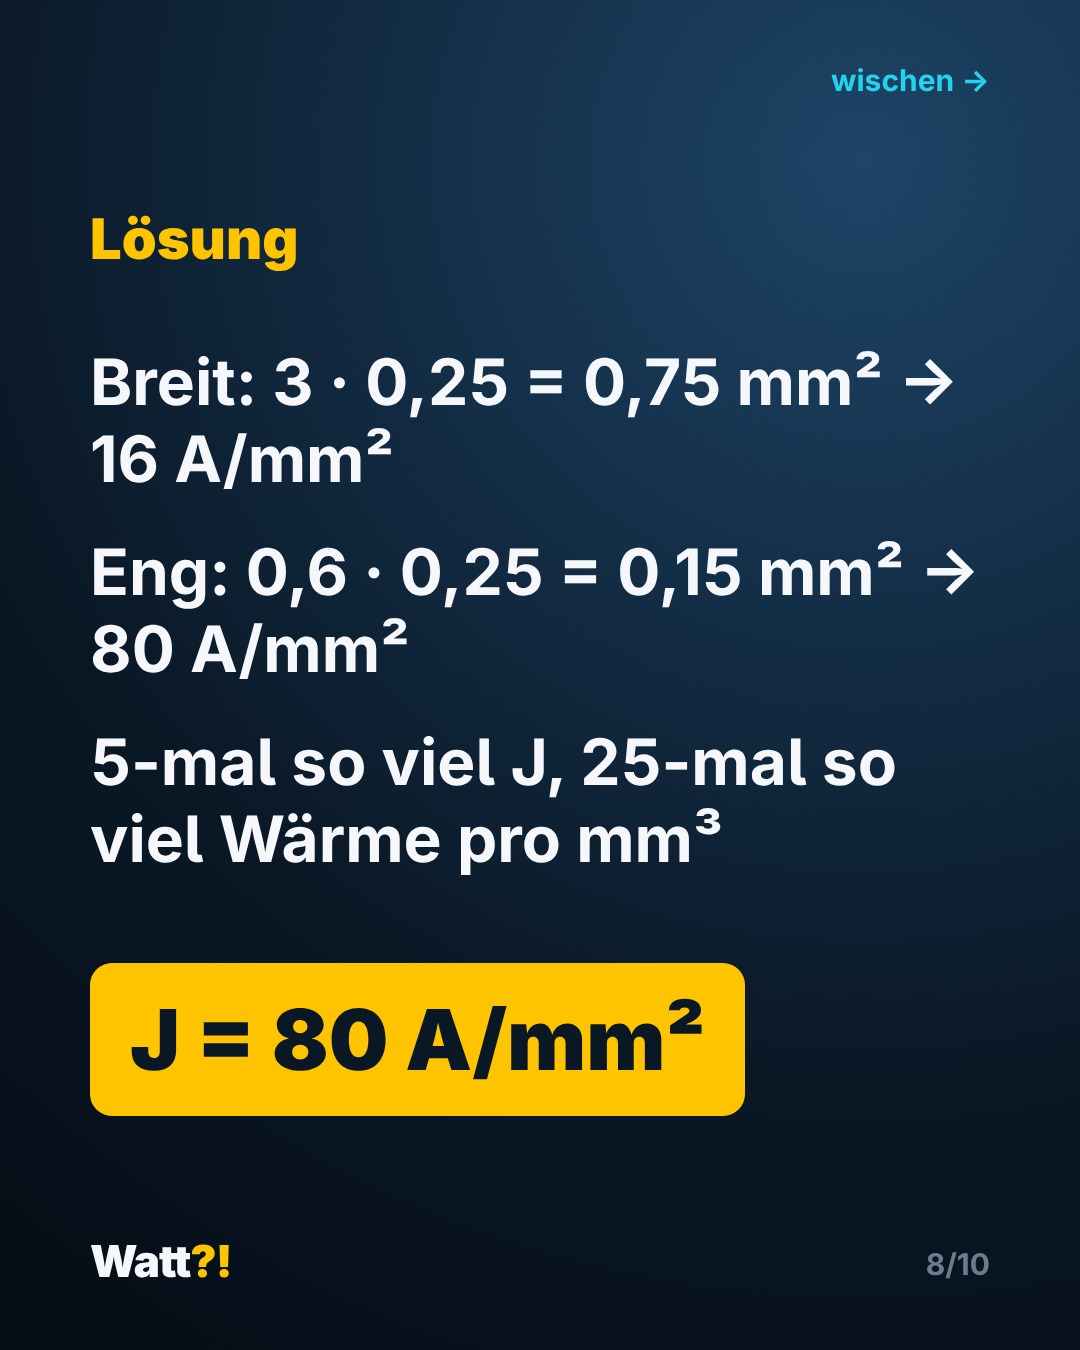 wischen →
Lösung
Breit: 3 · 0,25 = 0,75 mm² →
16 A/mm²
Eng: 0,6 · 0,25 = 0,15 mm² →
80 A/mm²
5-mal so viel J, 25-mal so
viel Wärme pro mm³
J = 80 A/mm²
Watt?!
8/10